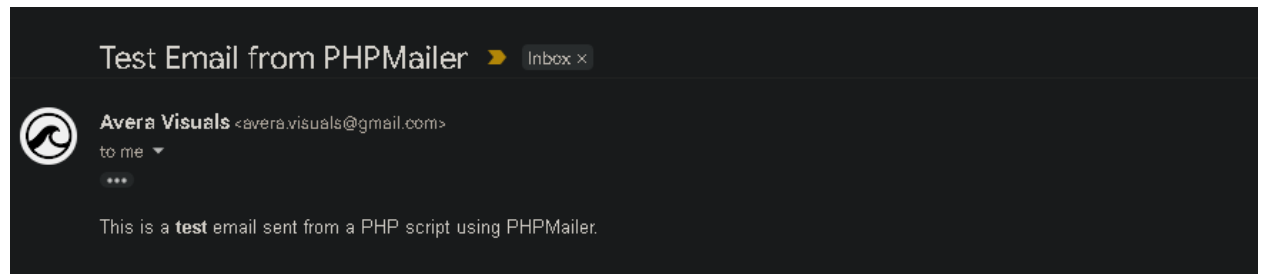 Test Email from PHPMailer Inbox ×
Avera Visuals <avera.visuals@gmail.com>
to me
This is a test email sent from a PHP script using PHPMailer.